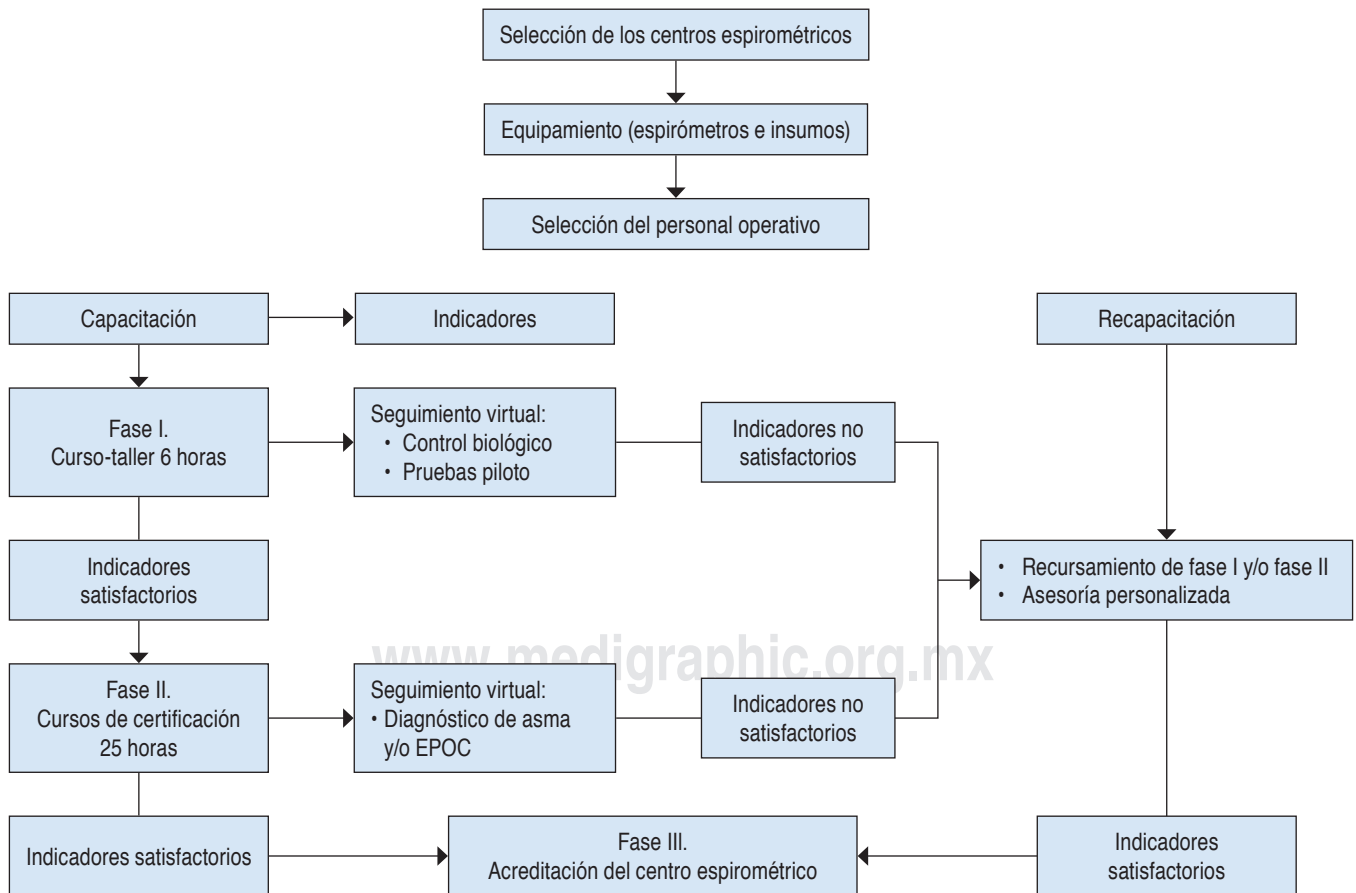 Selección de los centros espirométricos
Equipamiento (espirómetros e insumos)
Selección del personal operativo
Capacitación
Indicadores
Recapacitación
Fase I.
Curso-taller 6 horas
Seguimiento virtual:
• Control biológico
• Pruebas piloto
Indicadores no
satisfactorios
Indicadores
satisfactorios
• Recursamiento de fase I y/o fase II
• Asesoría personalizada
www.medigraphic.org.mx
Fase II.
Cursos de certificación
25 horas
Seguimiento virtual:
• Diagnóstico de asma
y/o EPOC
Indicadores no
satisfactorios
Indicadores satisfactorios
Fase III.
Acreditación del centro espirométrico
Indicadores
satisfactorios